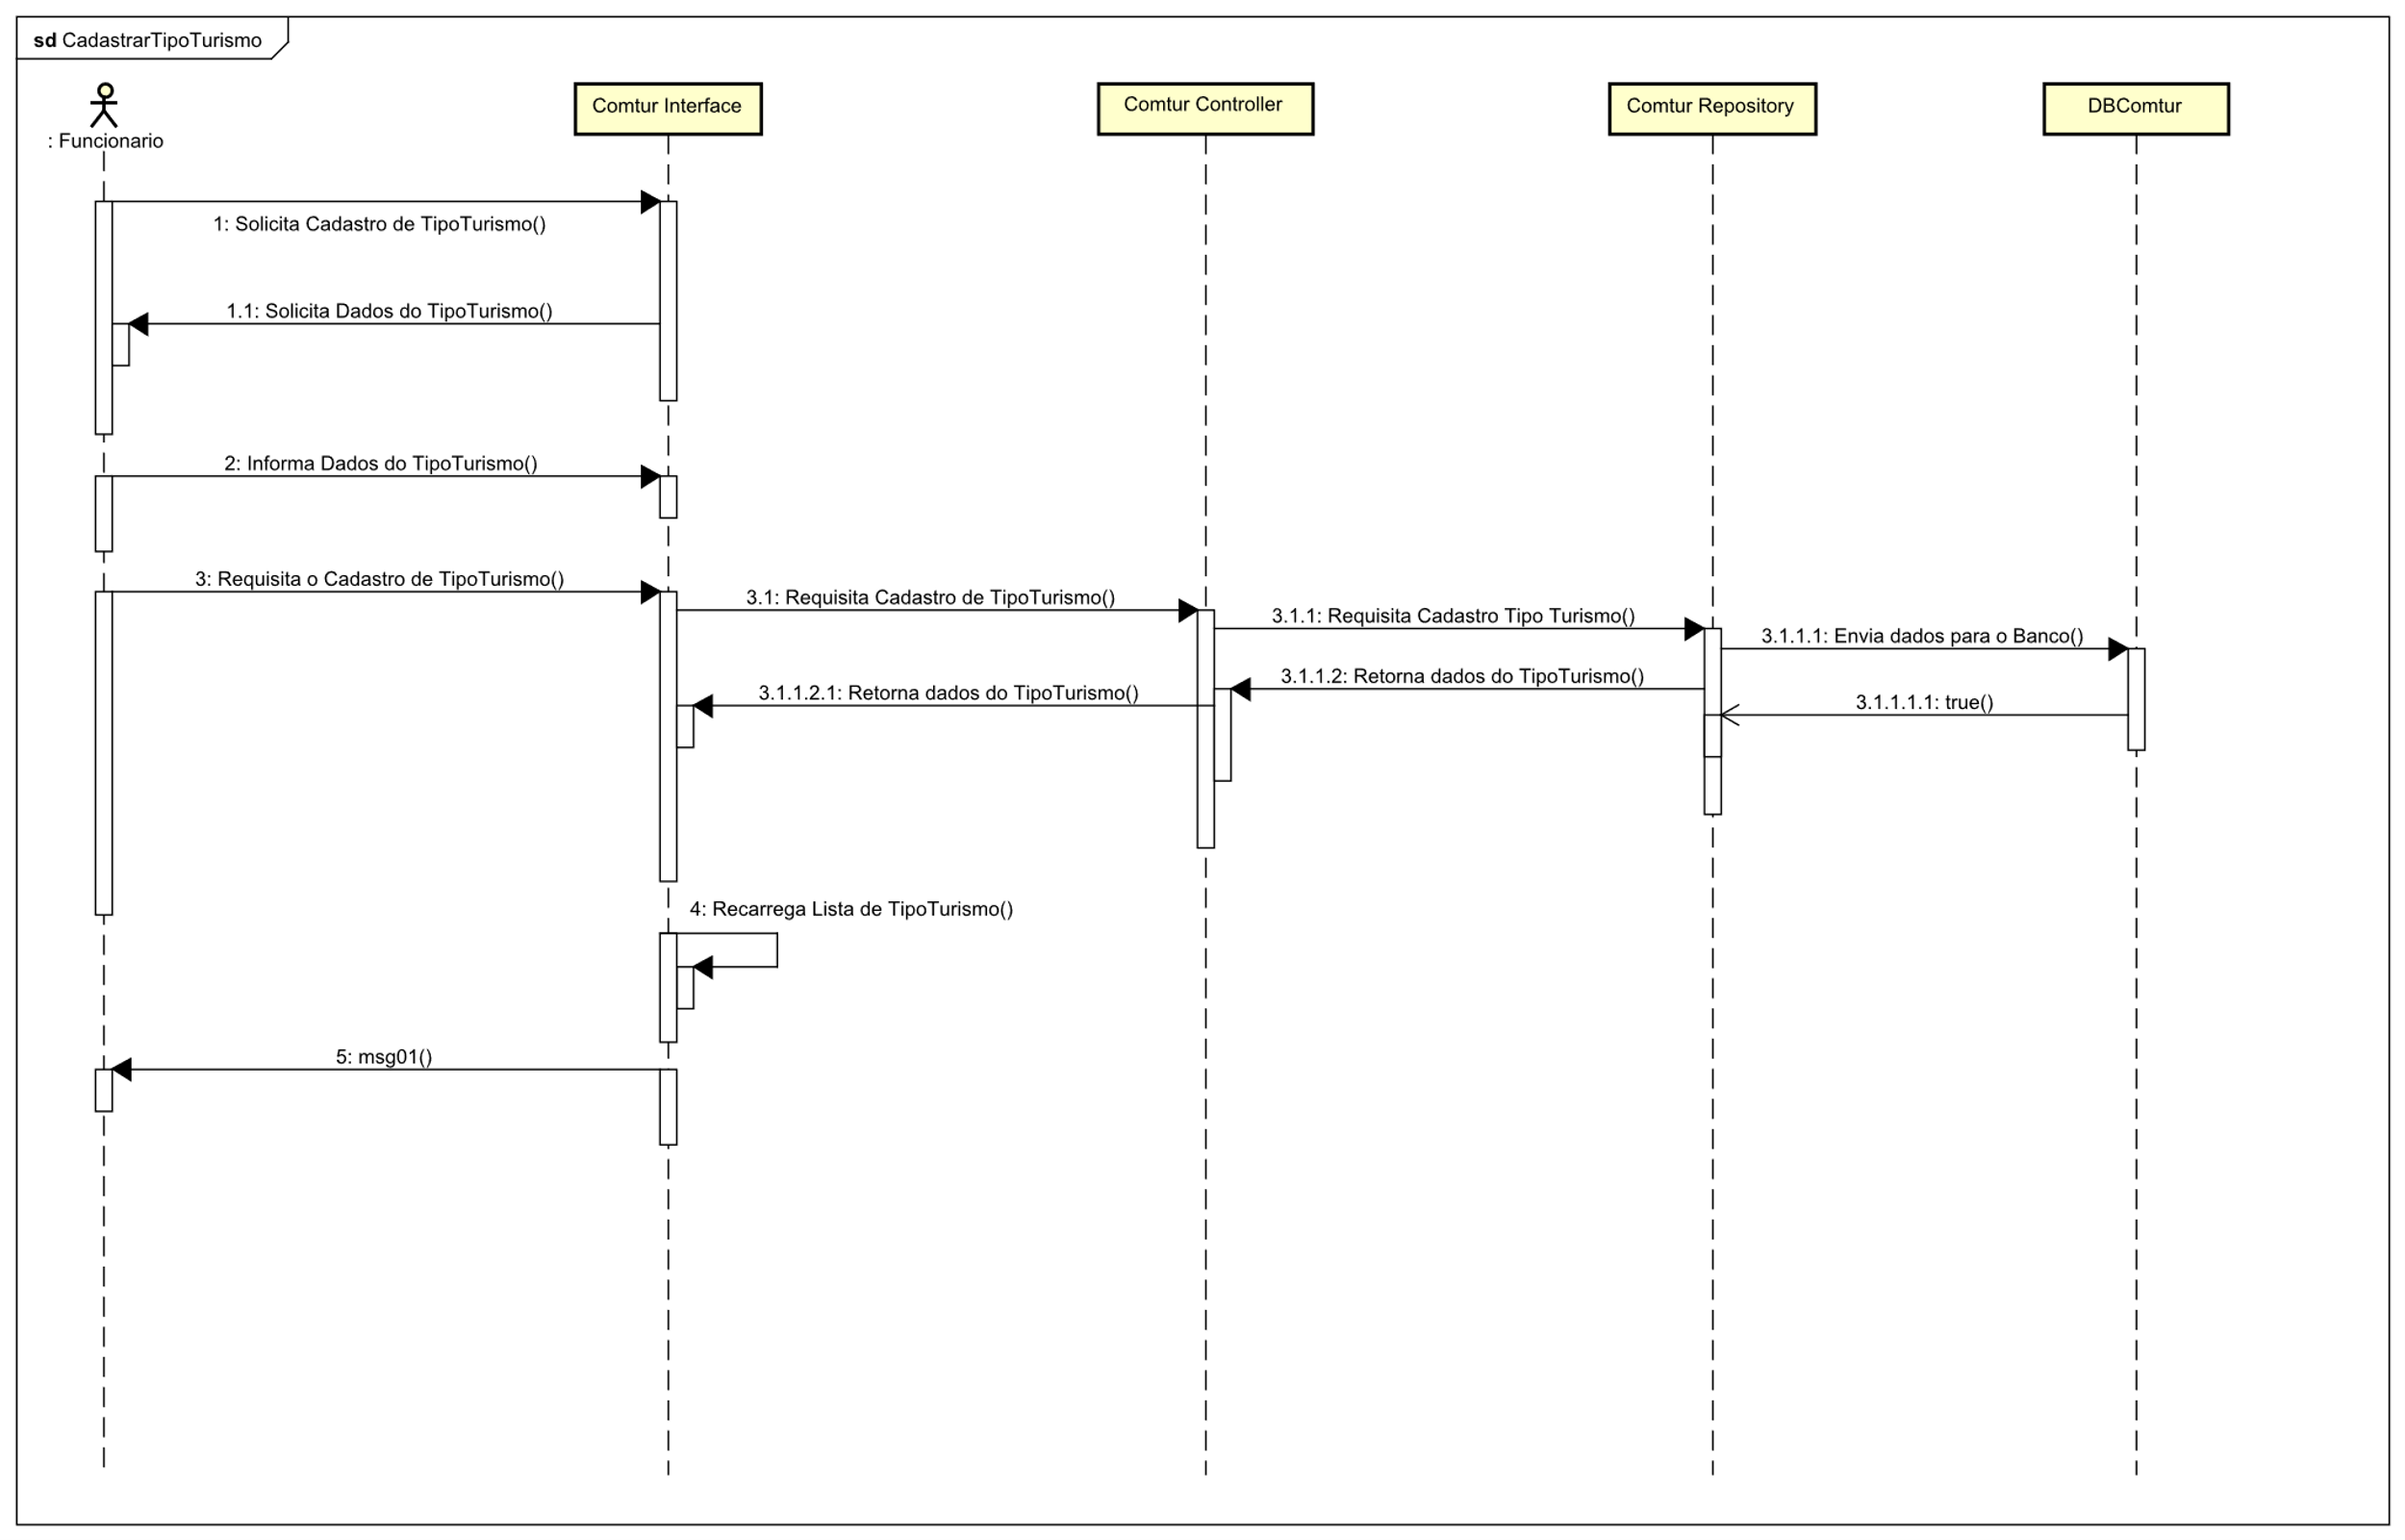 sd CadastrarTipoTurismo
: Funcionario
Comtur Interface
Comtur Controller
Comtur Repository
DBComtur
1: Solicita Cadastro de TipoTurismo()
1.1: Solicita Dados do TipoTurismo()
2: Informa Dados do TipoTurismo()
3: Requisita o Cadastro de TipoTurismo()
3.1: Requisita Cadastro de TipoTurismo()
3.1.1: Requisita Cadastro Tipo Turismo()
3.1.1.1: Envia dados para o Banco()
3.1.1.2: Retorna dados do TipoTurismo()
3.1.1.2.1: Retorna dados do TipoTurismo()
3.1.1.1.1: true()
4: Recarrega Lista de TipoTurismo()
5: msg01()